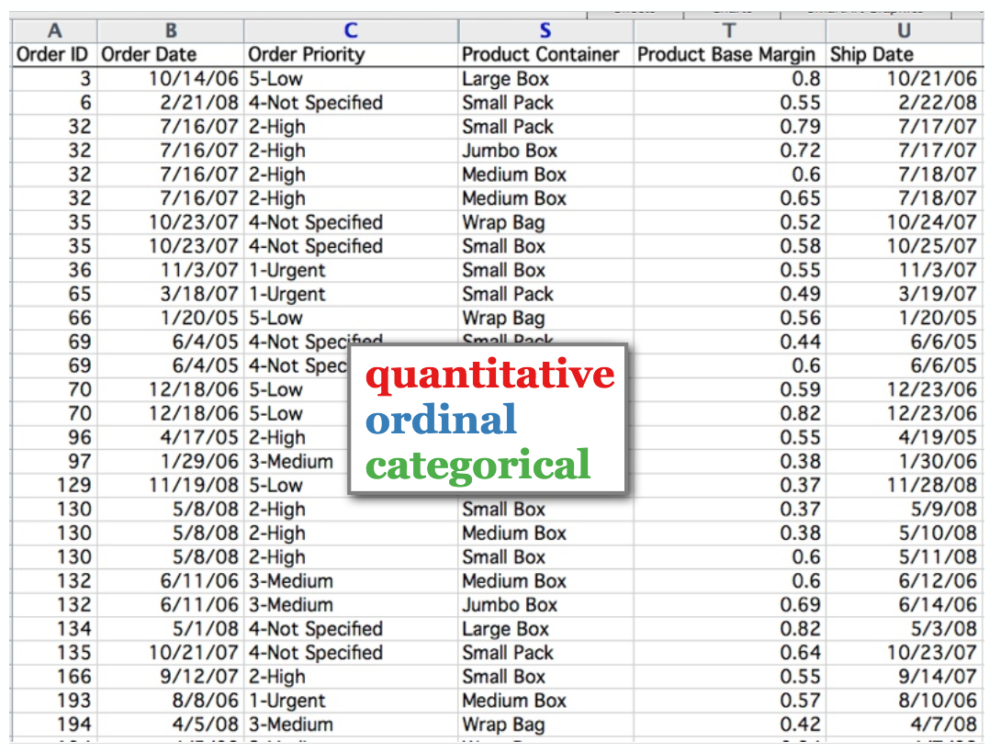 A B C S T U
Order ID Order Date Order Priority Product Container Product Base Margin Ship Date
3 10/14/06 5-Low Large Box 0.8 10/21/06
6 2/21/08 4-Not Specified Small Pack 0.55 2/22/08
32 7/16/07 2-High Small Pack 0.79 7/17/07
32 7/16/07 2-High Jumbo Box 0.72 7/17/07
32 7/16/07 2-High Medium Box 0.6 7/18/07
32 7/16/07 2-High Medium Box 0.65 7/18/07
35 10/23/07 4-Not Specified Wrap Bag 0.52 10/24/07
35 10/23/07 4-Not Specified Small Box 0.58 10/25/07
36 11/3/07 1-Urgent Small Box 0.55 11/3/07
65 3/18/07 1-Urgent Small Pack 0.49 3/19/07
66 1/20/05 5-Low Wrap Bag 0.56 1/20/05
69 6/4/05 4-Not Specified Small Pack 0.44 6/6/05
69 6/4/05 4-Not Spec 0.6 6/6/05
70 12/18/06 5-Low 0.59 12/23/06
70 12/18/06 5-Low 0.82 12/23/06
96 4/17/05 2-High 0.55 4/19/05
97 1/29/06 3-Medium 0.38 1/30/06
129 11/19/08 5-Low 0.37 11/28/08
130 5/8/08 2-High Small Box 0.37 5/9/08
130 5/8/08 2-High Medium Box 0.38 5/10/08
130 5/8/08 2-High Small Box 0.6 5/11/08
132 6/11/06 3-Medium Medium Box 0.6 6/12/06
132 6/11/06 3-Medium Jumbo Box 0.69 6/14/06
134 5/1/08 4-Not Specified Large Box 0.82 5/3/08
135 10/21/07 4-Not Specified Small Pack 0.64 10/23/07
166 9/12/07 2-High Small Box 0.55 9/14/07
193 8/8/06 1-Urgent Medium Box 0.57 8/10/06
194 4/5/08 3-Medium Wrap Bag 0.42 4/7/08
quantitative
ordinal
categorical